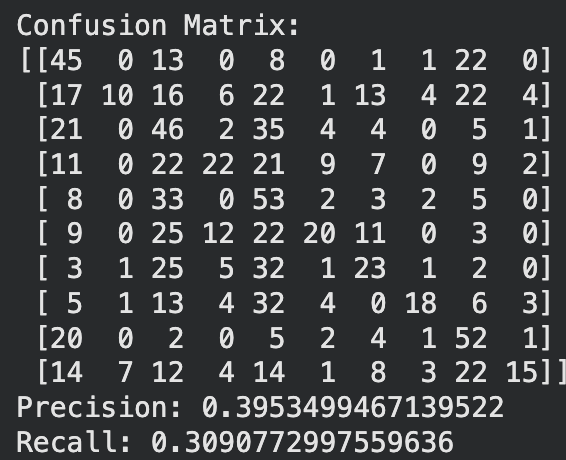 Confusion Matrix:
[[45  0 13  0  8  0  1  1 22  0]
 [17 10 16  6 22  1 13  4 22  4]
 [21  0 46  2 35  4  4  0  5  1]
 [11  0 22 22 21  9  7  0  9  2]
 [ 8  0 33  0 53  2  3  2  5  0]
 [ 9  0 25 12 22 20 11  0  3  0]
 [ 3  1 25  5 32  1 23  1  2  0]
 [ 5  1 13  4 32  4  0 18  6  3]
 [20  0  2  0  5  2  4  1 52  1]
 [14  7 12  4 14  1  8  3 22 15]]
Precision: 0.3953499467139522
Recall: 0.3090772997559636